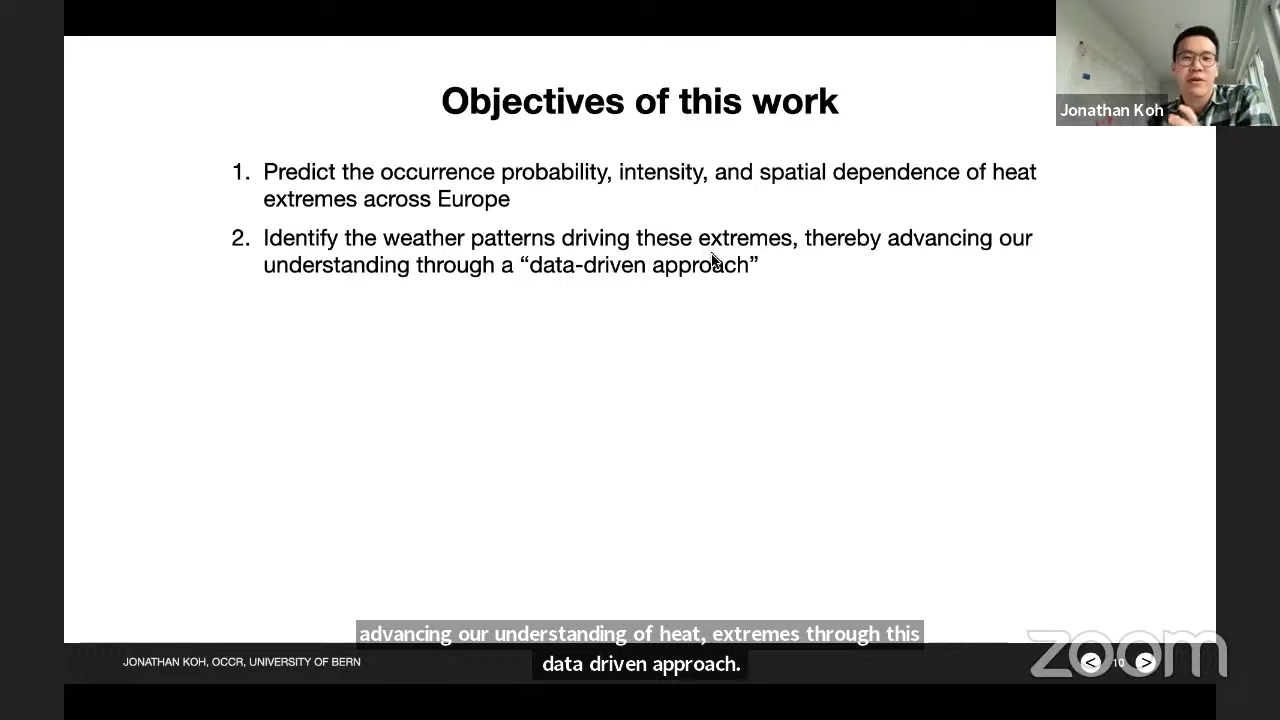 Objectives of this work
Jonathan Koh
1. Predict the occurrence probability, intensity, and spatial dependence of heat
extremes across Europe
2. Identify the weather patterns driving these extremes, thereby advancing our
understanding through a “data-driven approach”
advancing our understanding of heat, extremes through this
data driven approach.
JONATHAN KOH, OCCR, UNIVERSITY OF BERN
< 10 >
zoom